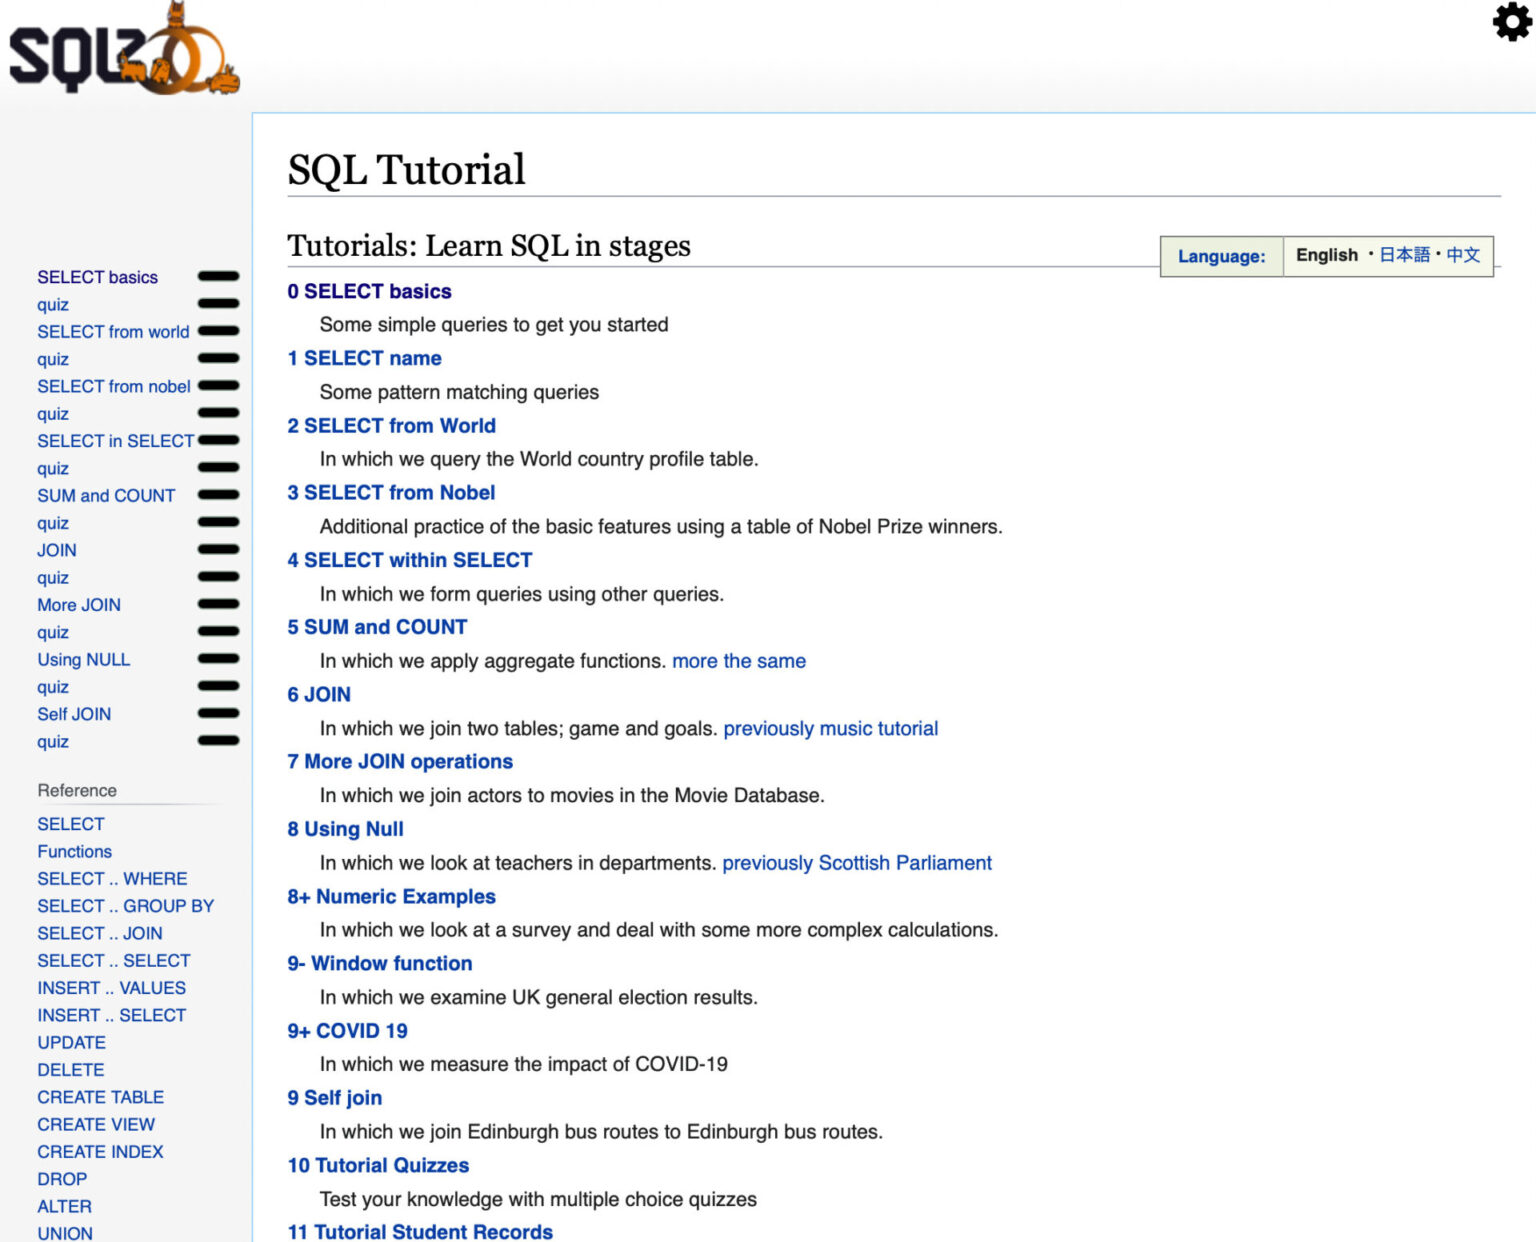 SQLZOO
SQL Tutorial
Tutorials: Learn SQL in stages
Language: English • 日本語 • 中文
0 SELECT basics
Some simple queries to get you started
1 SELECT name
Some pattern matching queries
2 SELECT from World
In which we query the World country profile table.
3 SELECT from Nobel
Additional practice of the basic features using a table of Nobel Prize winners.
4 SELECT within SELECT
In which we form queries using other queries.
5 SUM and COUNT
In which we apply aggregate functions. more the same
6 JOIN
In which we join two tables; game and goals. previously music tutorial
7 More JOIN operations
In which we join actors to movies in the Movie Database.
8 Using Null
In which we look at teachers in departments. previously Scottish Parliament
8+ Numeric Examples
In which we look at a survey and deal with some more complex calculations.
9- Window function
In which we examine UK general election results.
9+ COVID 19
In which we measure the impact of COVID-19
9 Self join
In which we join Edinburgh bus routes to Edinburgh bus routes.
10 Tutorial Quizzes
Test your knowledge with multiple choice quizzes
11 Tutorial Student Records
SELECT basics
quiz
SELECT from world
quiz
SELECT from nobel
quiz
SELECT in SELECT
quiz
SUM and COUNT
quiz
JOIN
quiz
More JOIN
quiz
Using NULL
quiz
Self JOIN
quiz
Reference
SELECT
Functions
SELECT .. WHERE
SELECT .. GROUP BY
SELECT .. JOIN
SELECT .. SELECT
INSERT .. VALUES
INSERT .. SELECT
UPDATE
DELETE
CREATE TABLE
CREATE VIEW
CREATE INDEX
DROP
ALTER
UNION